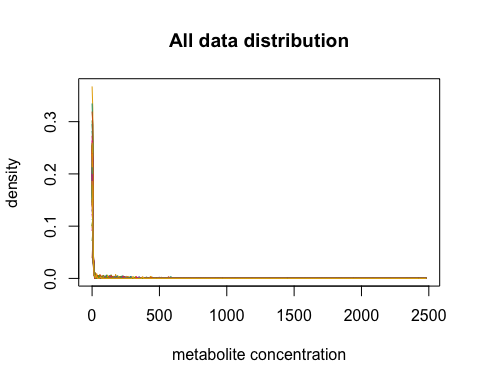 All data distribution
density
0.3
0.2
0.1
0.0
0 500 1000 1500 2000 2500
metabolite concentration